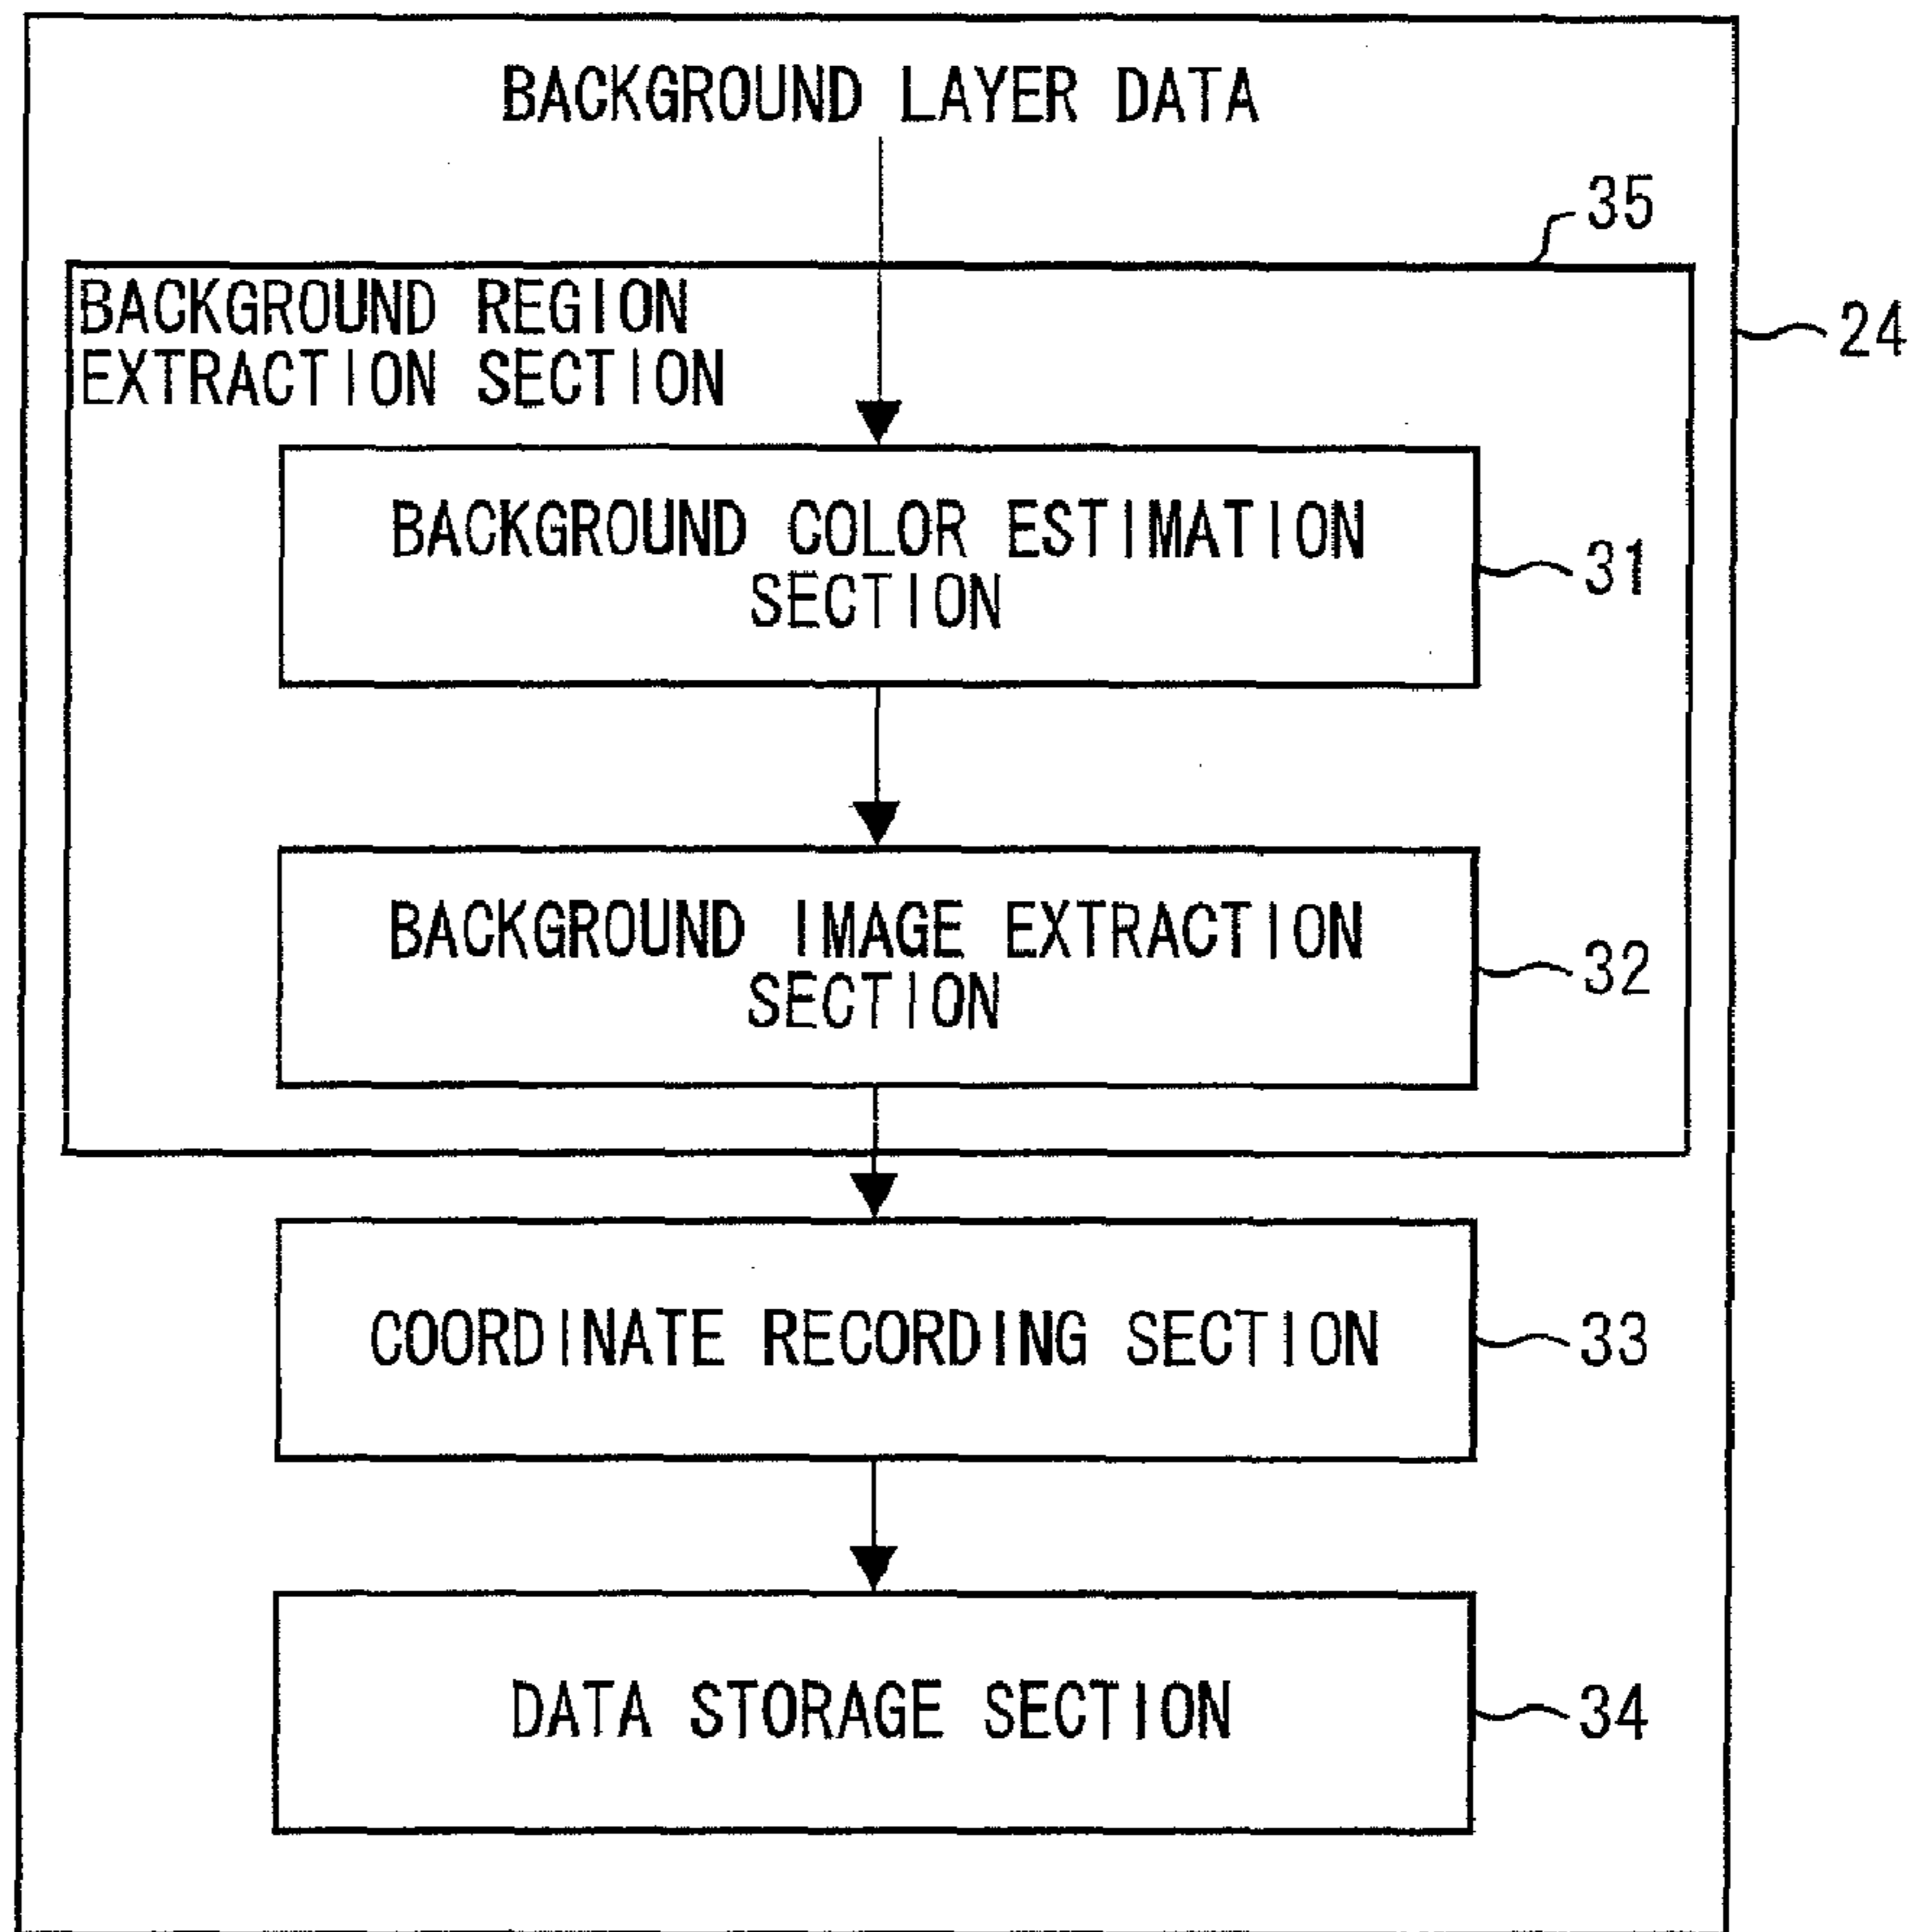 BACKGROUND LAYER DATA
35
BACKGROUND REGION
EXTRACTION SECTION
24
BACKGROUND COLOR ESTIMATION
SECTION
31
BACKGROUND IMAGE EXTRACTION
SECTION
32
COORDINATE RECORDING SECTION
33
DATA STORAGE SECTION
34